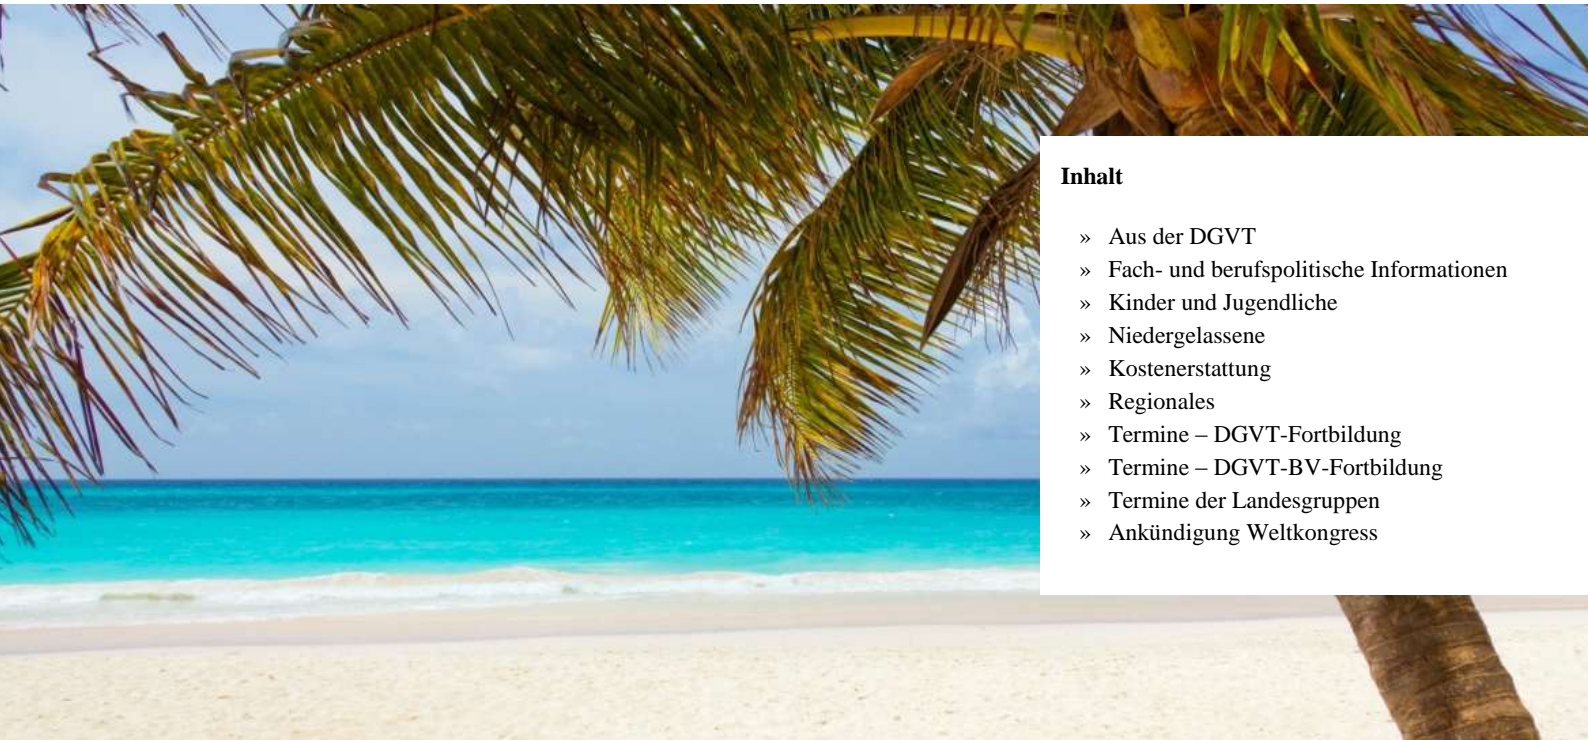 Inhalt
» Aus der DGVT
» Fach- und berufspolitische Informationen
» Kinder und Jugendliche
» Niedergelassene
» Kostenerstattung
» Regionales
» Termine – DGVT-Fortbildung
» Termine – DGVT-BV-Fortbildung
» Termine der Landesgruppen
» Ankündigung Weltkongress